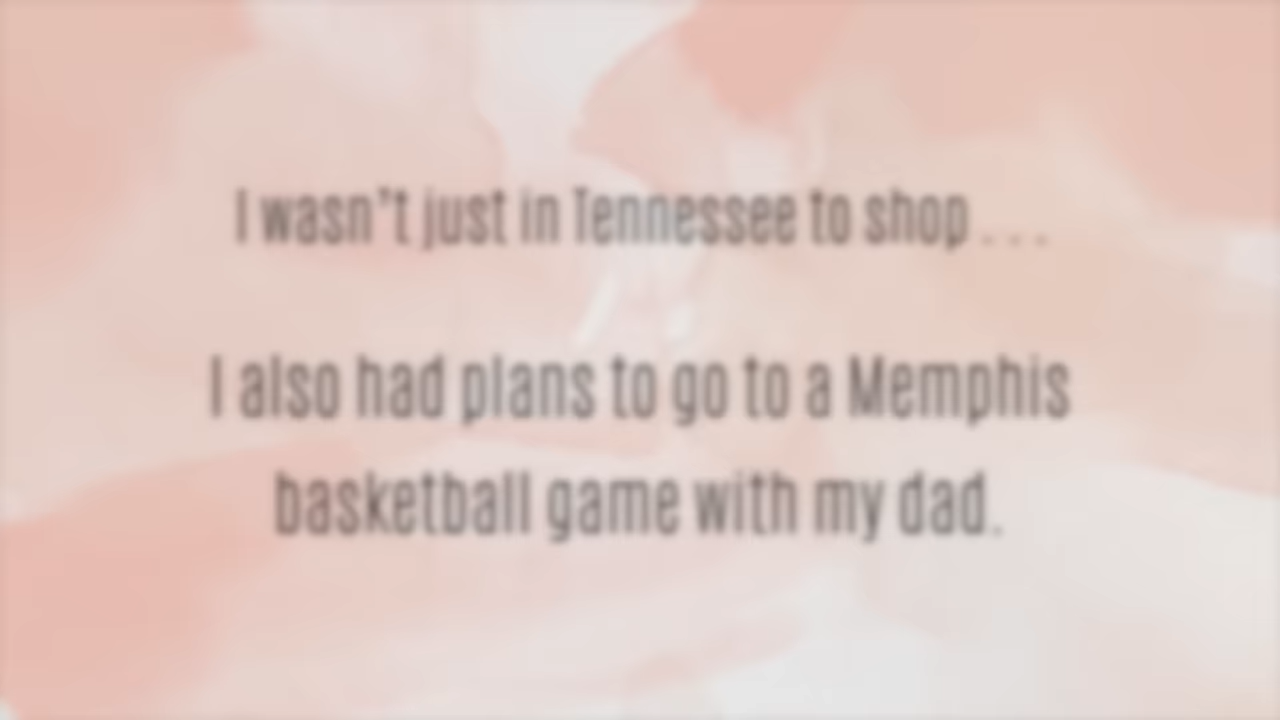 I wasn't just in Tennessee to shop . . .
I also had plans to go to a Memphis
basketball game with my dad.